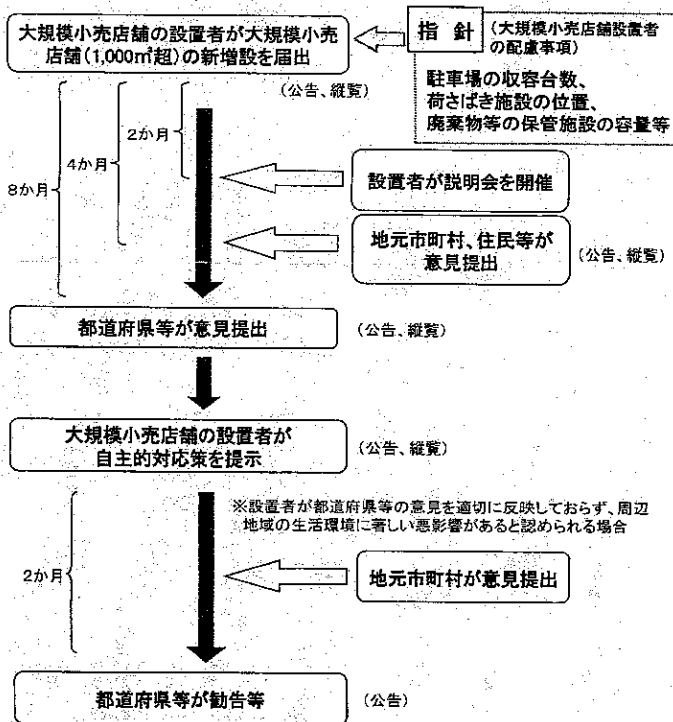 大規模小売店舗の設置者が大規模小売
店舗(1,000㎡超)の新増設を届出
指 針
(大規模小売店舗設置者
の配慮事項)
駐車場の収容台数、
荷さばき施設の位置、
廃棄物等の保管施設の容量等
(公告、縦覧)
2か月
4か月
8か月
設置者が説明会を開催
地元市町村、住民等が
意見提出
(公告、縦覧)
都道府県等が意見提出
(公告、縦覧)
大規模小売店舗の設置者が
自主的対応策を提示
(公告、縦覧)
※設置者が都道府県等の意見を適切に反映しておらず、周辺
地域の生活環境に著しい悪影響があると認められる場合
2か月
地元市町村が意見提出
都道府県等が勧告等
(公告)